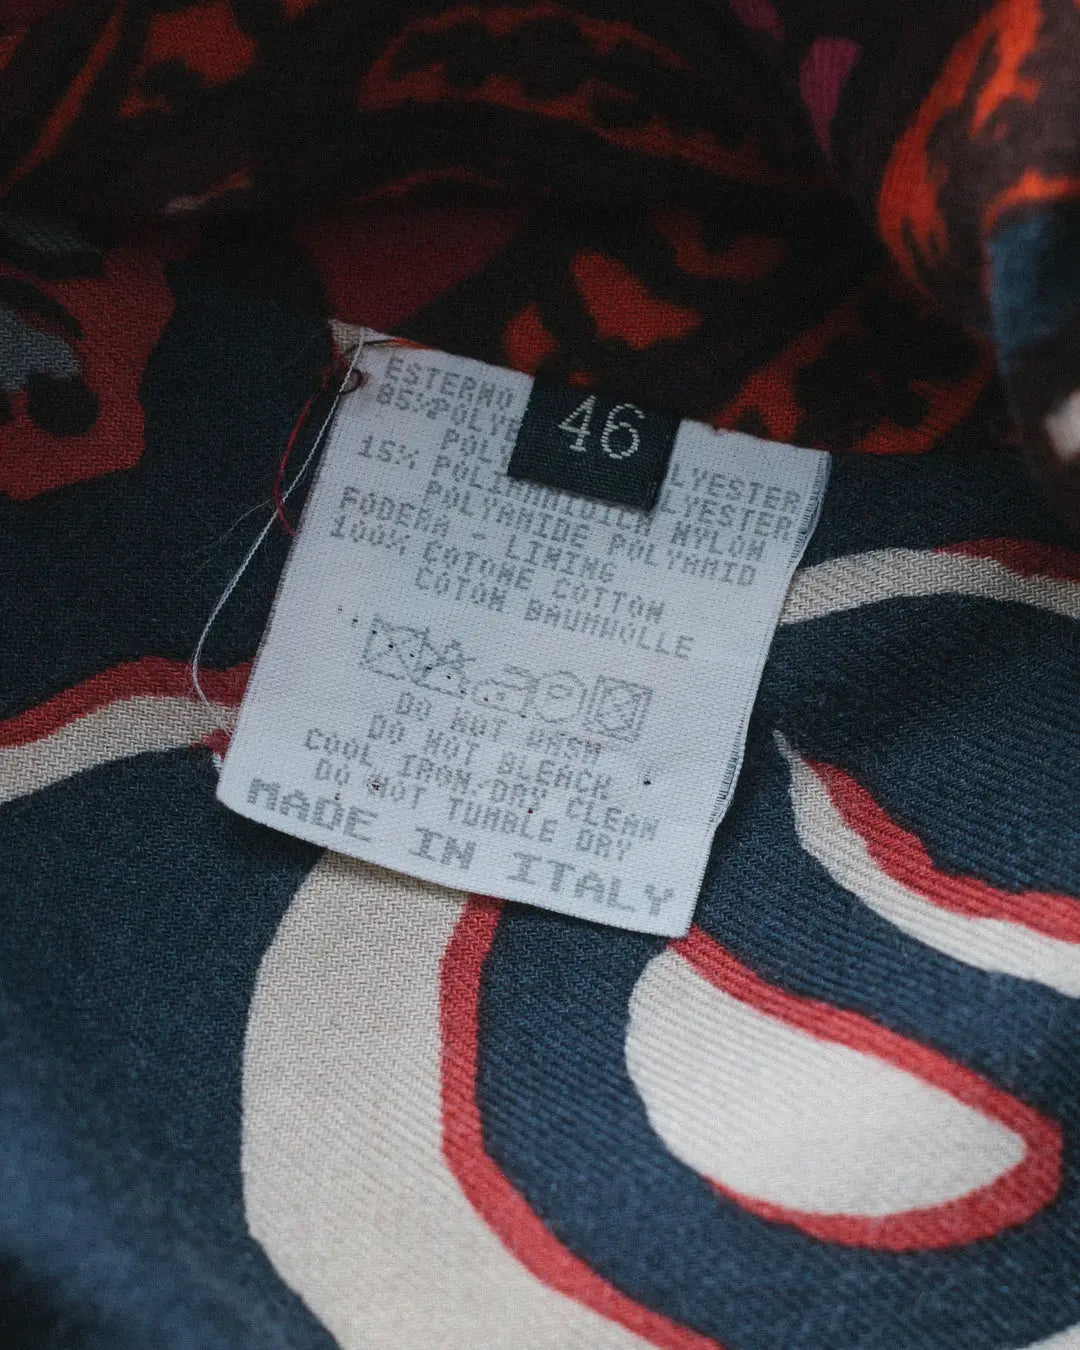 46
ESTERNO
85% POLY LYESTER
POL LYESTER
15% POLIAMMIDICA NYLON
POLYAMIDE POLYAMID
FODERA - LINING
100% COTONE COTTON
COTON BAUMWOLLE
P
DO NOT WASH
DO NOT BLEACH
COOL IRON/DRY CLEAN
DO NOT TUMBLE DRY
MADE IN ITALY